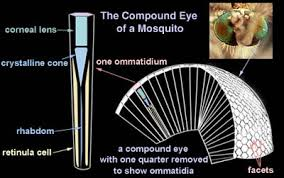 The Compound Eye
of a Mosquito
corneal lens
crystalline cone
one ommatidium
rhabdom
retinula cell
a compound eye
with one quarter removed
to show ommatidia
facets